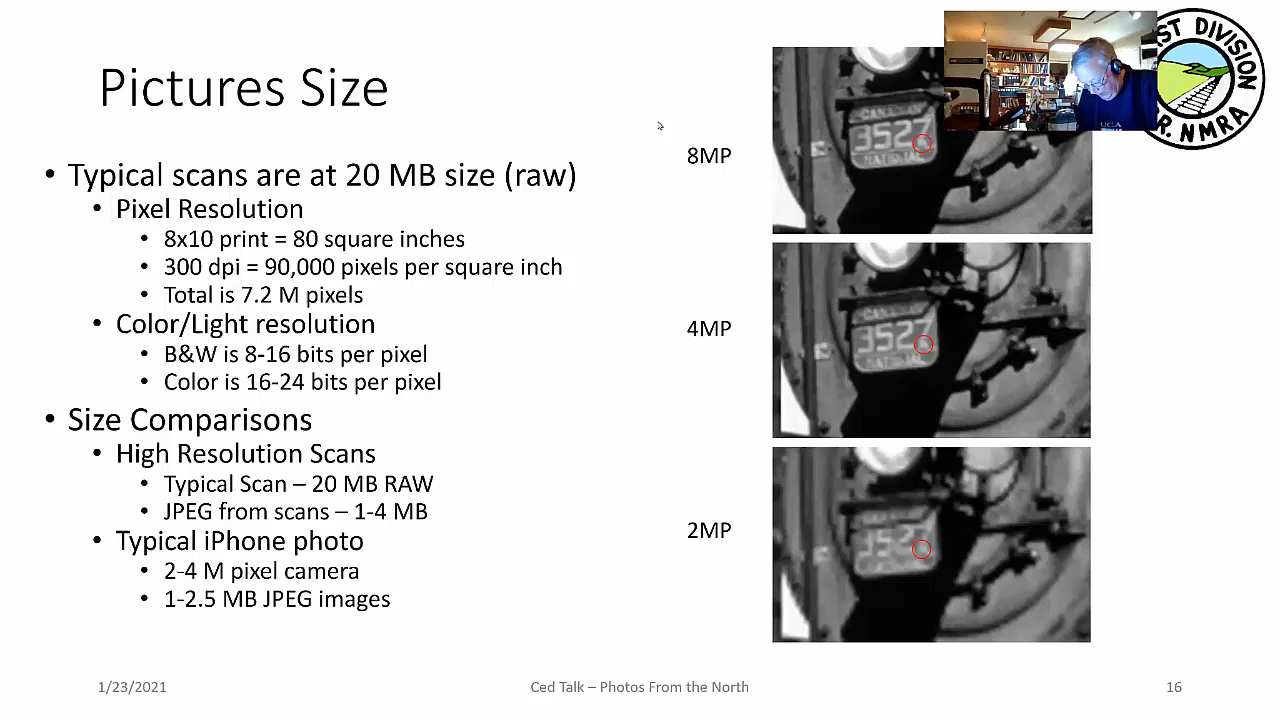 Pictures Size
• Typical scans are at 20 MB size (raw)
• Pixel Resolution
• 8x10 print = 80 square inches
• 300 dpi = 90,000 pixels per square inch
• Total is 7.2 M pixels
• Color/Light resolution
• B&W is 8-16 bits per pixel
• Color is 16-24 bits per pixel
• Size Comparisons
• High Resolution Scans
• Typical Scan – 20 MB RAW
• JPEG from scans – 1-4 MB
• Typical iPhone photo
• 2-4 M pixel camera
• 1-2.5 MB JPEG images
8MP
CANADIAN
3527
NATIONAL
4MP
CANADIAN
3527
NATIONAL
2MP
3527
DIVISION
NMRA
1/23/2021
Ced Talk – Photos From the North
16